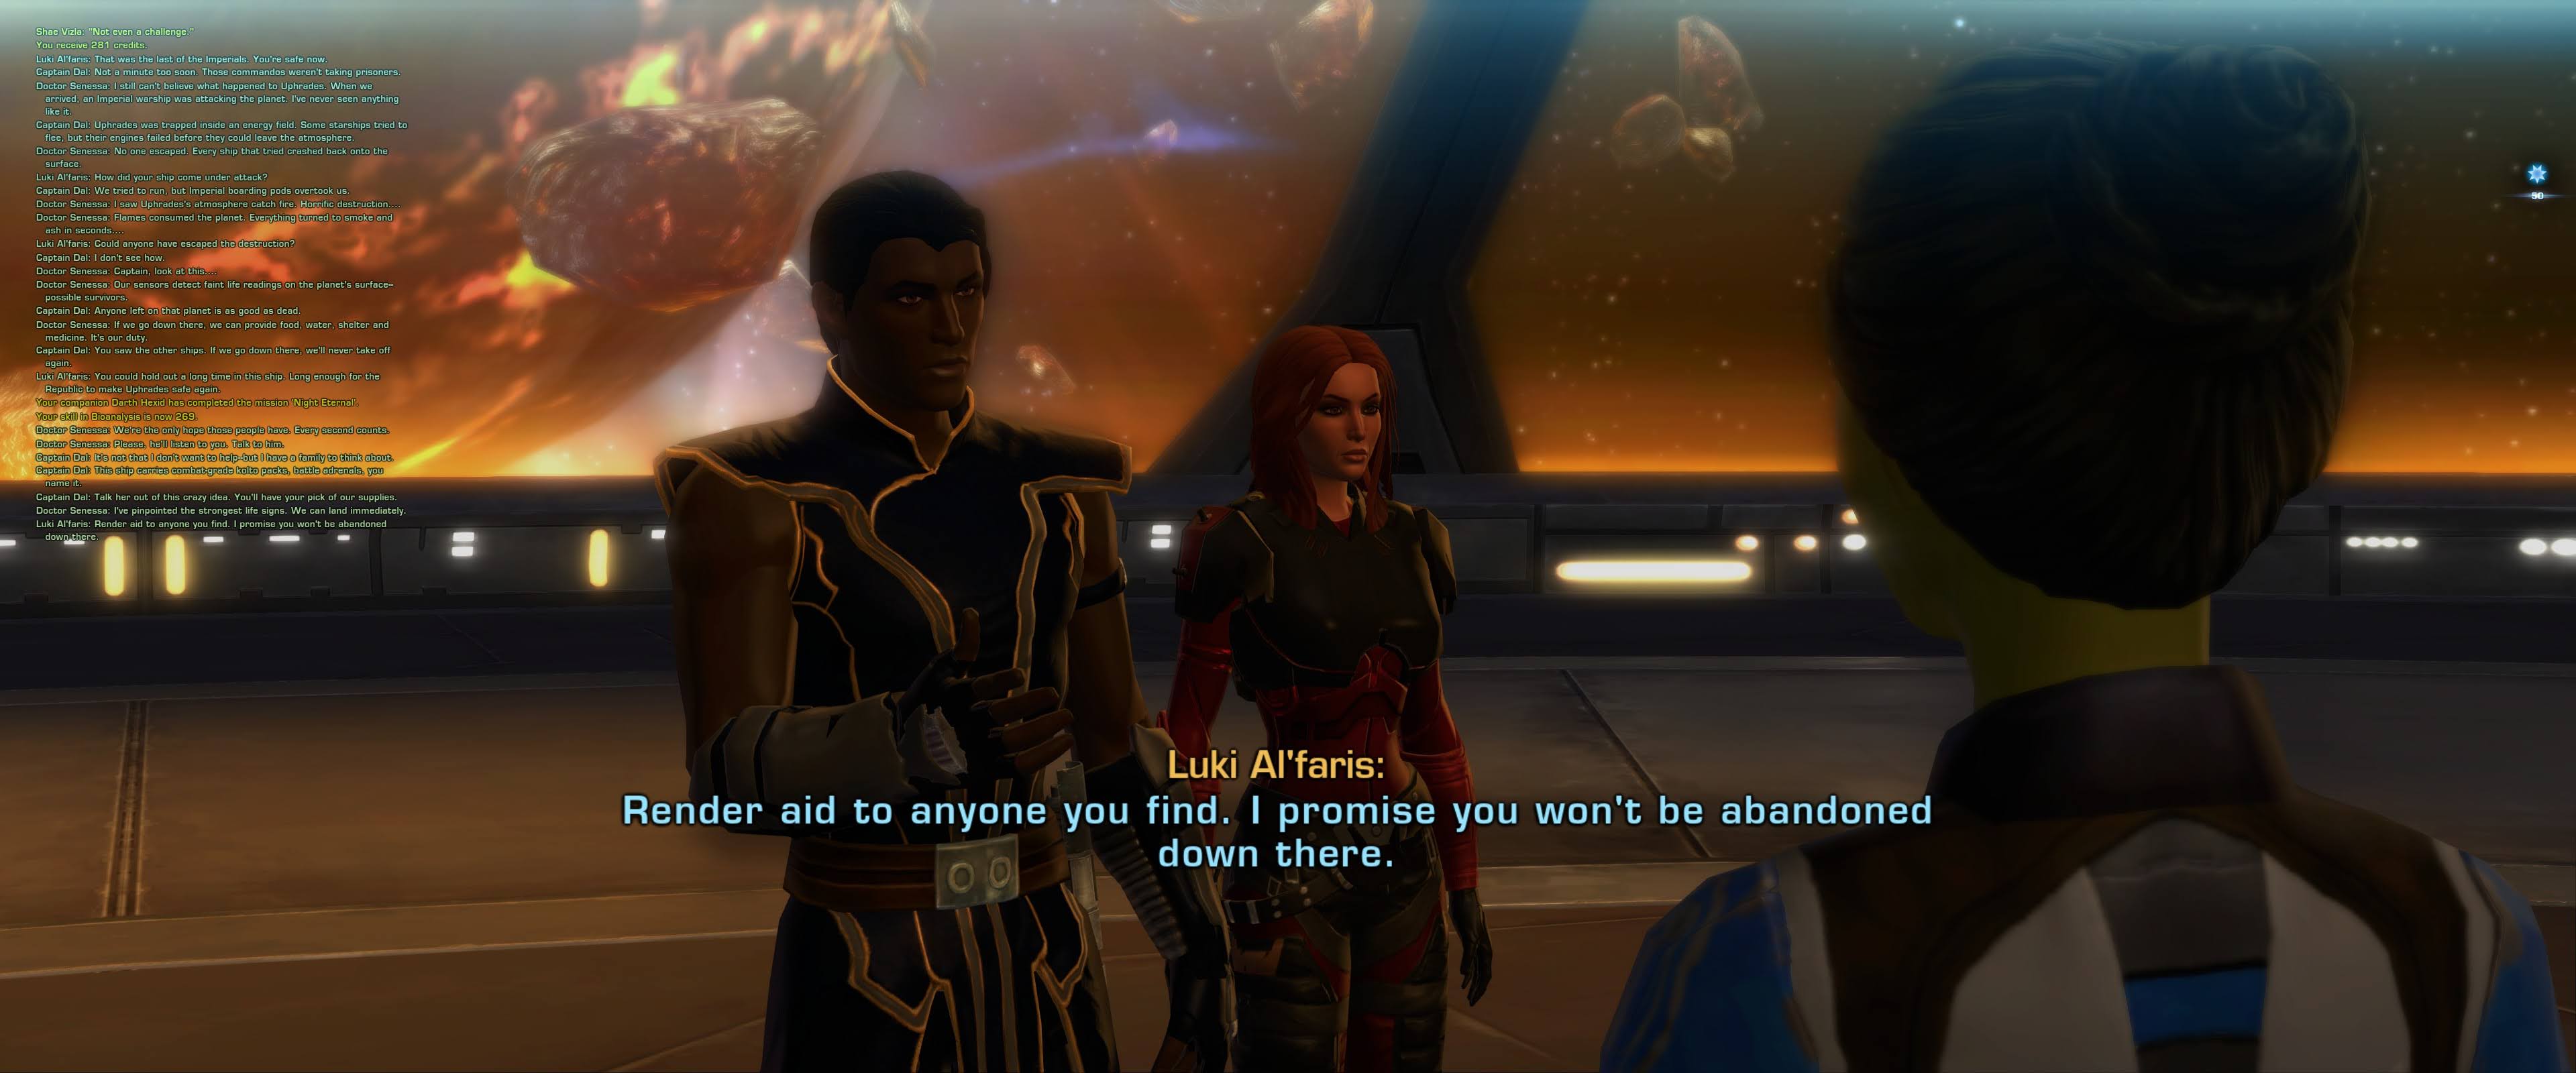 Shae Vizla: "Not even a challenge."
You receive 281 credits.
Luki Al'faris: That was the last of the Imperials. You're safe now.
Captain Dal: Not a minute too soon. Those commandos weren't taking prisoners.
Doctor Senessa: I still can't believe what happened to Uphrades. When we
arrived, an Imperial warship was attacking the planet. I've never seen anything
like it.
Captain Dal: Uphrades was trapped inside an energy field. Some starships tried to
flee, but their engines failed before they could leave the atmosphere.
Doctor Senessa: No one escaped. Every ship that tried crashed back onto the
surface.
Luki Al'faris: How did your ship come under attack?
Captain Dal: We tried to run, but Imperial boarding pods overtook us.
Doctor Senessa: I saw Uphrades's atmosphere catch fire. Horrific destruction....
Doctor Senessa: Flames consumed the planet. Everything turned to smoke and
ash in seconds....
Luki Al'faris: Could anyone have escaped the destruction?
Captain Dal: I don't see how.
Doctor Senessa: Captain, look at this....
Doctor Senessa: Our sensors detect faint life readings on the planet's surface--
possible survivors.
Captain Dal: Anyone left on that planet is as good as dead.
Doctor Senessa: If we go down there, we can provide food, water, shelter and
medicine. It's our duty.
Captain Dal: You saw the other ships. If we go down there, we'll never take off
again.
Luki Al'faris: You could hold out a long time in this ship. Long enough for the
Republic to make Uphrades safe again.
Your companion Darth Hexid has completed the mission 'Night Eternal'.
Your skill in Bioanalysis is now 269.
Doctor Senessa: We're the only hope those people have. Every second counts.
Doctor Senessa: Please, he'll listen to you. Talk to him.
Captain Dal: It's not that I don't want to help--but I have a family to think about.
Captain Dal: This ship carries combat-grade kolto packs, battle adrenals, you
name it.
Captain Dal: Talk her out of this crazy idea. You'll have your pick of our supplies.
Doctor Senessa: I've pinpointed the strongest life signs. We can land immediately.
Luki Al'faris: Render aid to anyone you find. I promise you won't be abandoned
down there.
50
Luki Al'faris:
Render aid to anyone you find. I promise you won't be abandoned
down there.